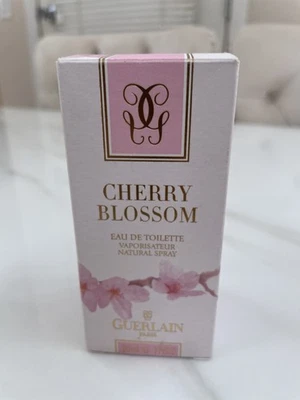 CHERRY
BLOSSOM
EAU DE TOILETTE
VAPORISATEUR
NATURAL SPRAY
GUERLAIN
PARIS